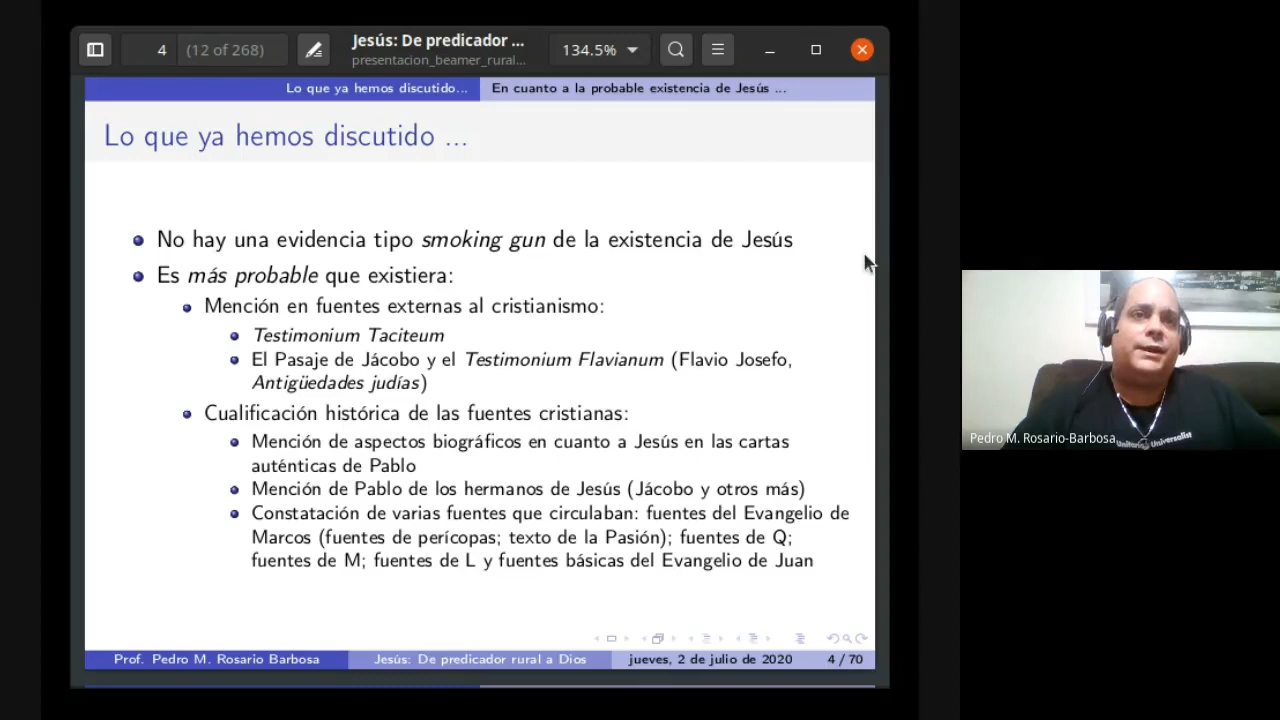 4 (12 of 268)
Jesús: De predicador ...
presentacion_beamer_rural...
134.5%
Lo que ya hemos discutido...
En cuanto a la probable existencia de Jesús ...
Lo que ya hemos discutido ...
No hay una evidencia tipo smoking gun de la existencia de Jesús
Es más probable que existiera:
Mención en fuentes externas al cristianismo:
Testimonium Taciteum
El Pasaje de Jácobo y el Testimonium Flavianum (Flavio Josefo,
Antigüedades judías)
Cualificación histórica de las fuentes cristianas:
Mención de aspectos biográficos en cuanto a Jesús en las cartas
auténticas de Pablo
Mención de Pablo de los hermanos de Jesús (Jácobo y otros más)
Constatación de varias fuentes que circulaban: fuentes del Evangelio de
Marcos (fuentes de perícopas; texto de la Pasión); fuentes de Q;
fuentes de M; fuentes de L y fuentes básicas del Evangelio de Juan
Prof. Pedro M. Rosario Barbosa
Jesús: De predicador rural a Dios
jueves, 2 de julio de 2020
4 / 70
Pedro M. Rosario-Barbosa
Unitarian Universalist